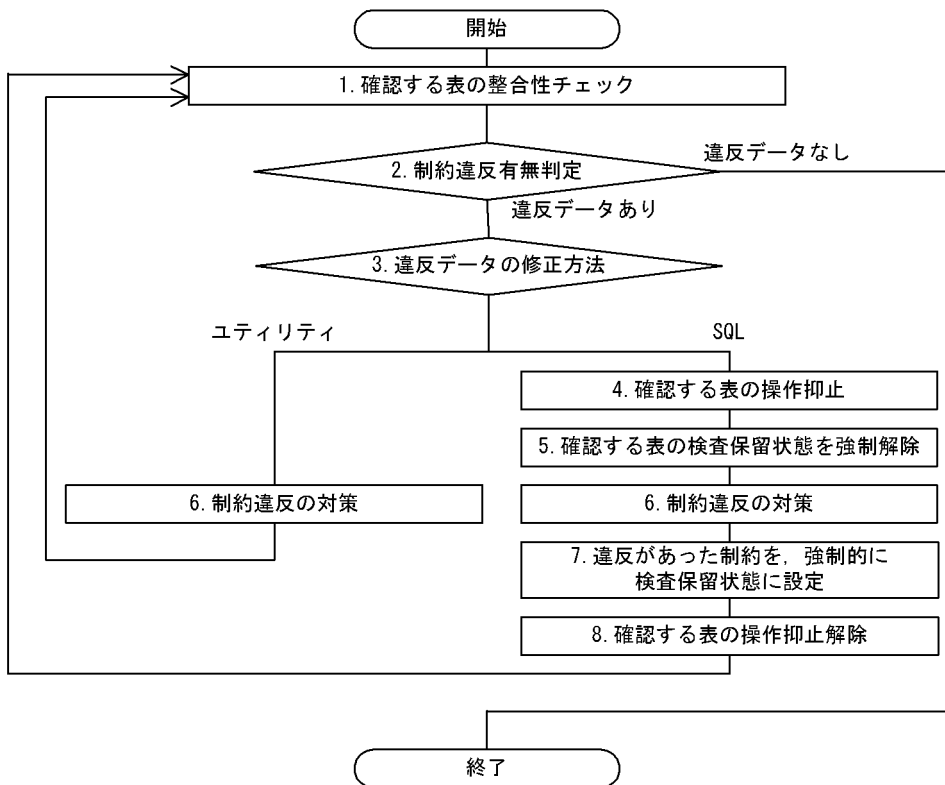 開始
1.確認する表の整合性チェック
2.制約違反有無判定
違反データなし
違反データあり
3.違反データの修正方法
ユティリティ
SQL
4.確認する表の操作抑止
5.確認する表の検査保留状態を強制解除
6.制約違反の対策
6.制約違反の対策
7.違反があった制約を，強制的に
検査保留状態に設定
8.確認する表の操作抑止解除
終了